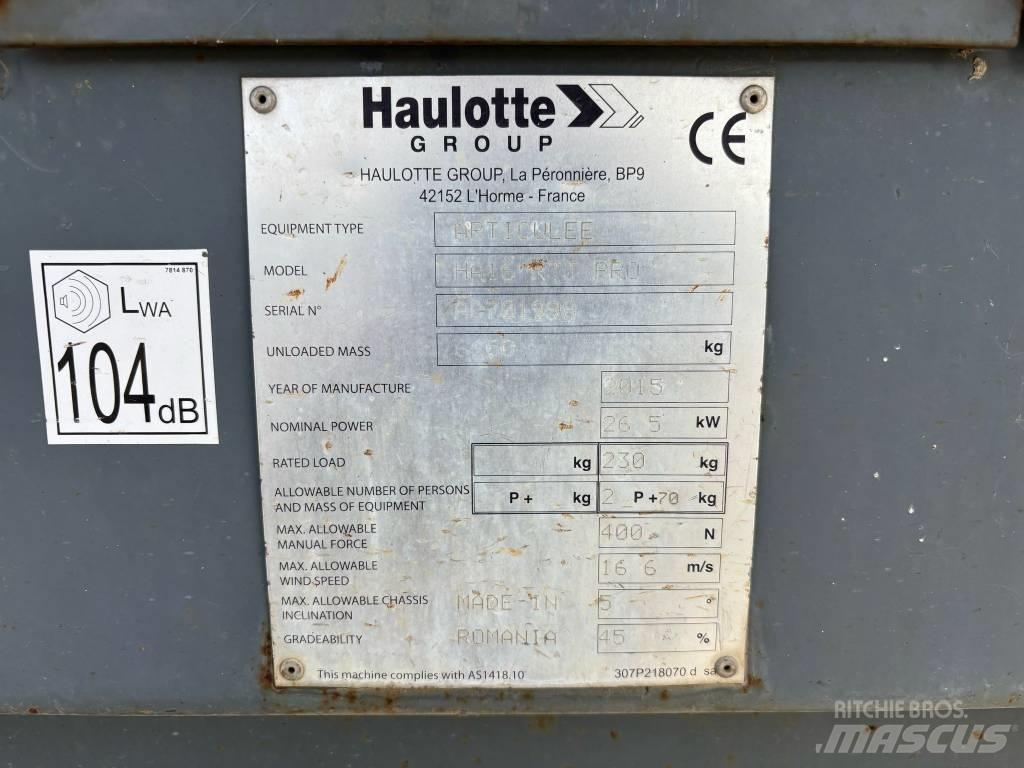 Haulotte
GROUP
CE
HAULOTTE GROUP, La Péronnière, BP9
42152 L'Horme - France
EQUIPMENT TYPE ARTICULEE
MODEL PRO
SERIAL N°
UNLOADED MASS kg
YEAR OF MANUFACTURE 2015
NOMINAL POWER 26 5 kW
RATED LOAD kg 230 kg
ALLOWABLE NUMBER OF PERSONS
AND MASS OF EQUIPMENT P + kg 2 P +70 kg
MAX. ALLOWABLE
MANUAL FORCE 400 N
MAX. ALLOWABLE
WIND SPEED 16 6 m/s
MAX. ALLOWABLE CHASSIS
INCLINATION MADE-IN 5 °
GRADEABILITY ROMANIA 45 %
This machine complies with AS1418.10 307P218070 d
7814 870
LWA
104dB
RITCHIE BROS.
MASCUS